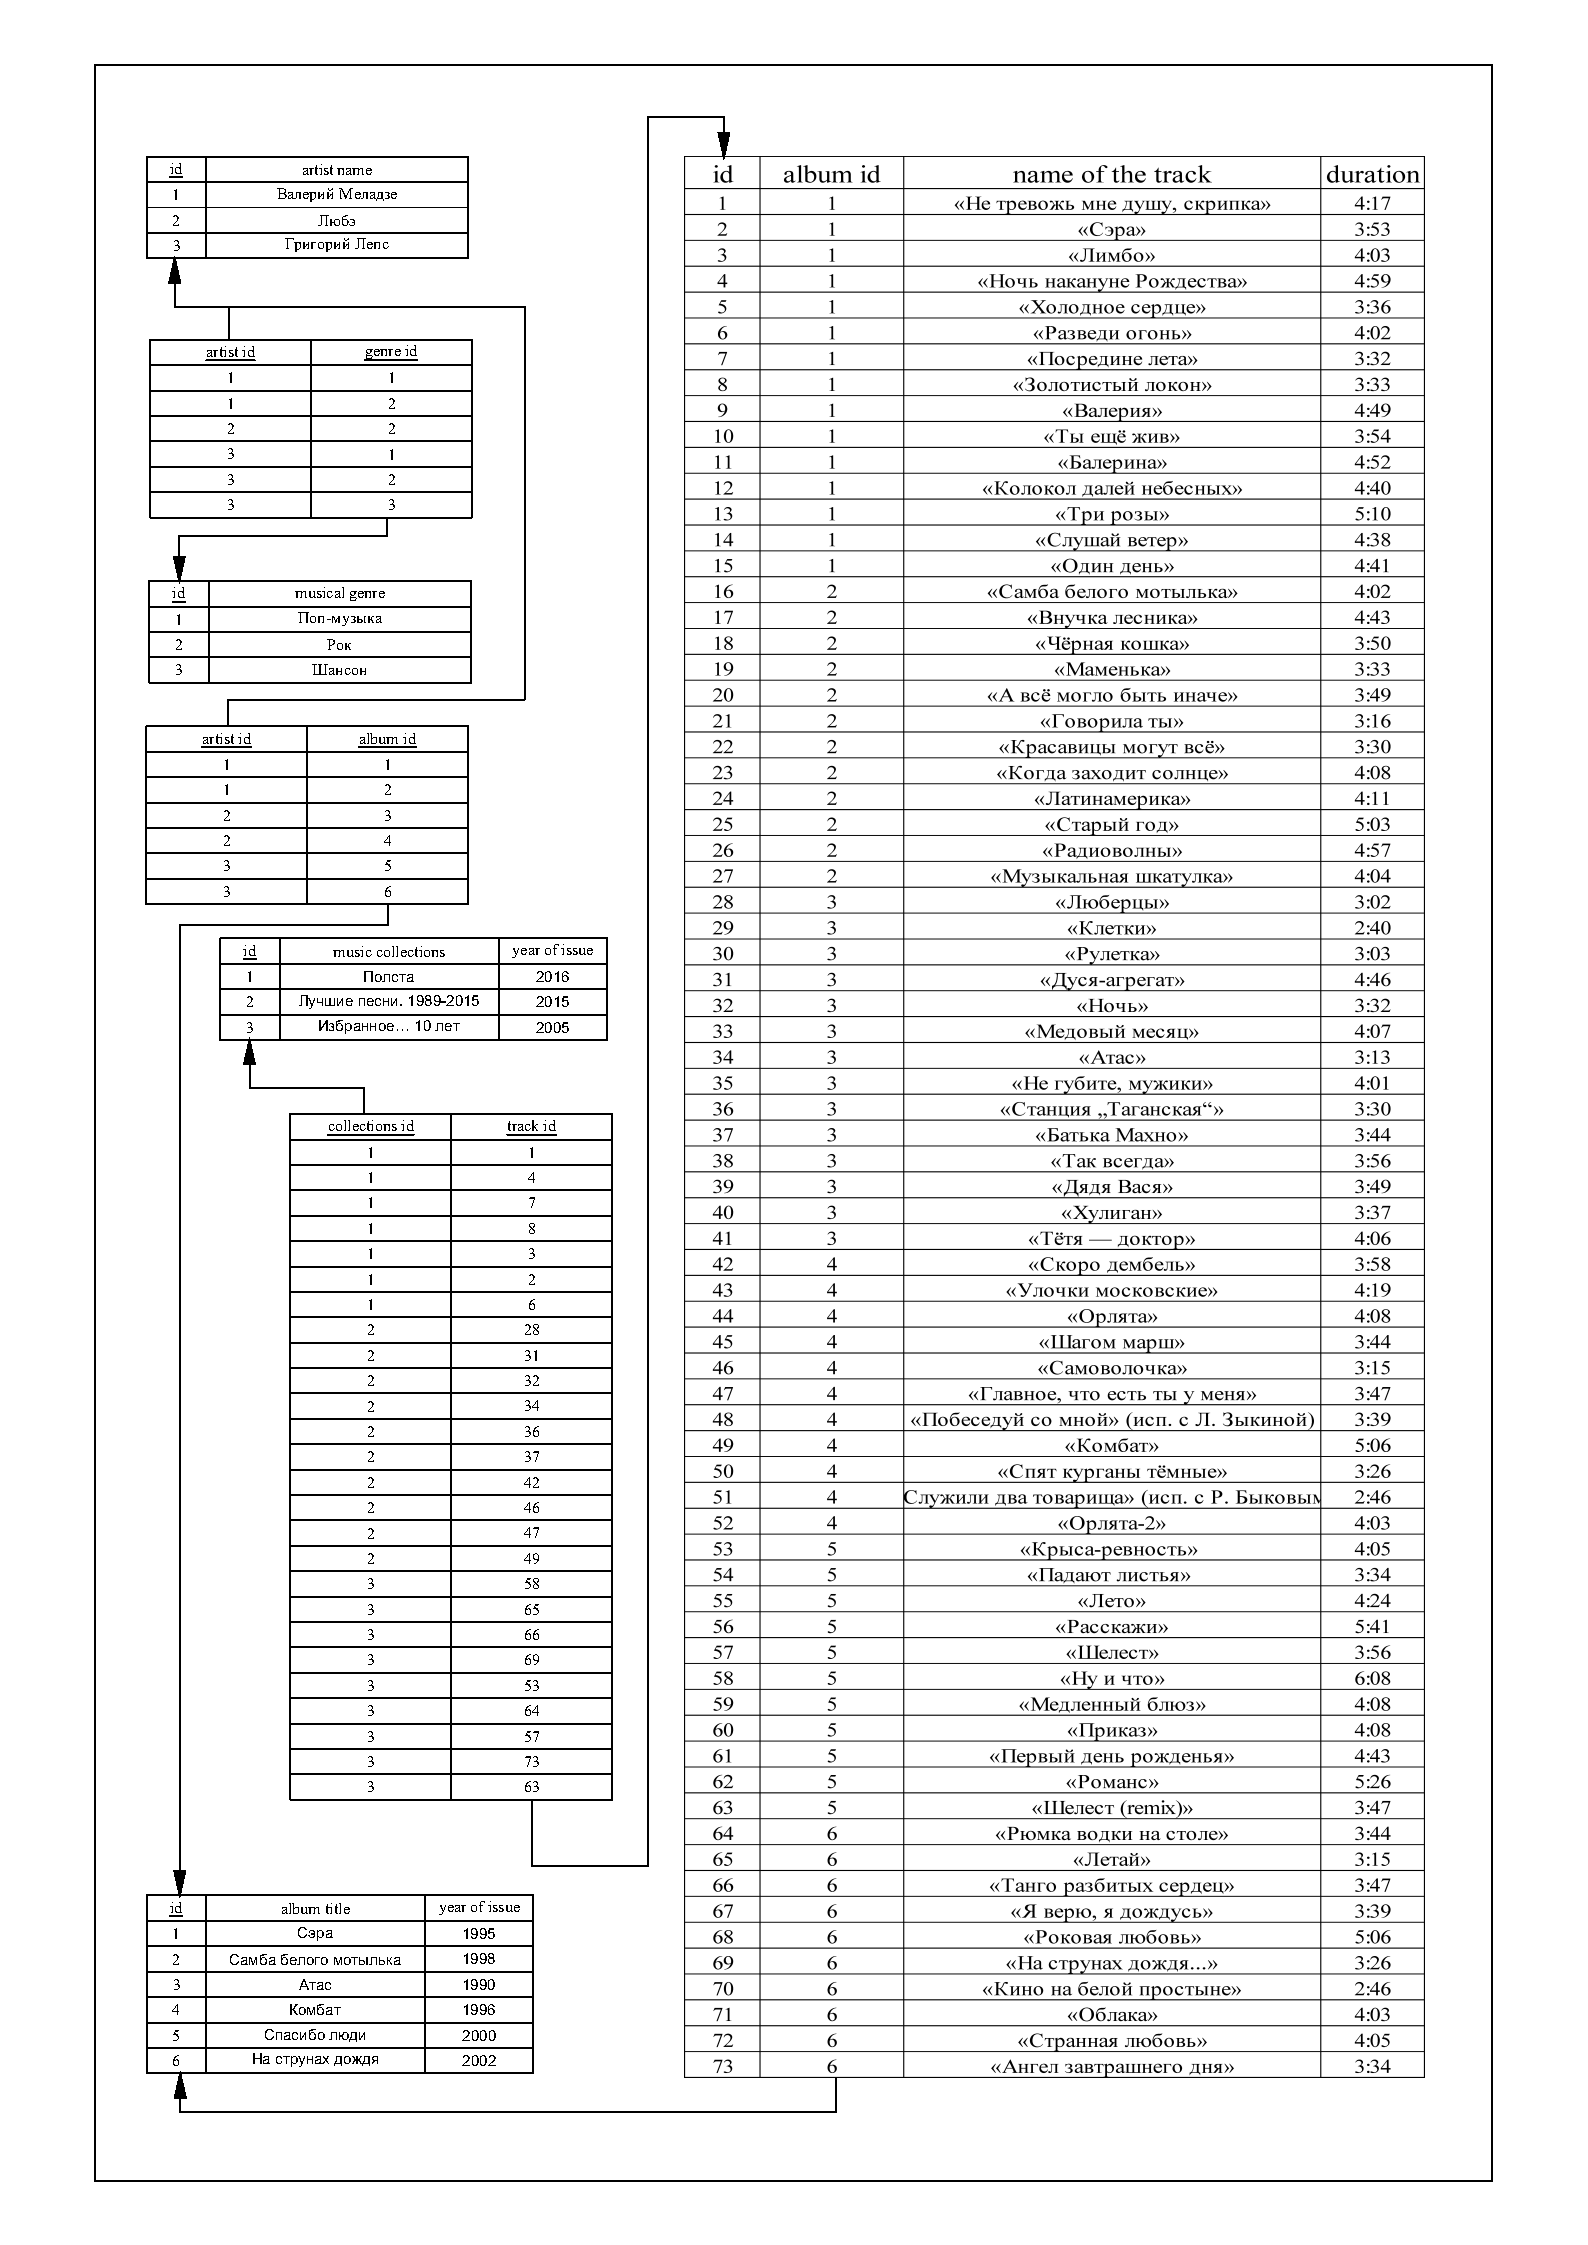 id artist name
1 Валерий Меладзе
2 Любэ
3 Григорий Лепс
artist id genre id
1 1
1 2
2 2
3 1
3 2
3 3
id musical genre
1 Поп-музыка
2 Рок
3 Шансон
artist id album id
1 1
1 2
2 3
2 4
3 5
3 6
id music collections year of issue
1 Полста 2016
2 Лучшие песни. 1989-2015 2015
3 Избранное... 10 лет 2005
collections id track id
1 1
1 4
1 7
1 8
1 3
1 2
1 6
2 28
2 31
2 32
2 34
2 36
2 37
2 42
2 46
2 47
2 49
3 58
3 65
3 66
3 69
3 53
3 64
3 57
3 73
3 63
id album title year of issue
1 Сэра 1995
2 Самба белого мотылька 1998
3 Атас 1990
4 Комбат 1996
5 Спасибо люди 2000
6 На струнах дождя 2002
id album id name of the track duration
1 1 «Не тревожь мне душу, скрипка» 4:17
2 1 «Сэра» 3:53
3 1 «Лимбо» 4:03
4 1 «Ночь накануне Рождества» 4:59
5 1 «Холодное сердце» 3:36
6 1 «Разведи огонь» 4:02
7 1 «Посредине лета» 3:32
8 1 «Золотистый локон» 3:33
9 1 «Валерия» 4:49
10 1 «Ты ещё жив» 3:54
11 1 «Балерина» 4:52
12 1 «Колокол далей небесных» 4:40
13 1 «Три розы» 5:10
14 1 «Слушай ветер» 4:38
15 1 «Один день» 4:41
16 2 «Самба белого мотылька» 4:02
17 2 «Внучка лесника» 4:43
18 2 «Чёрная кошка» 3:50
19 2 «Маменька» 3:33
20 2 «А всё могло быть иначе» 3:49
21 2 «Говорила ты» 3:16
22 2 «Красавицы могут всё» 3:30
23 2 «Когда заходит солнце» 4:08
24 2 «Латинамерика» 4:11
25 2 «Старый год» 5:03
26 2 «Радиоволны» 4:57
27 2 «Музыкальная шкатулка» 4:04
28 3 «Люберцы» 3:02
29 3 «Клетки» 2:40
30 3 «Рулетка» 3:03
31 3 «Дуся-агрегат» 4:46
32 3 «Ночь» 3:32
33 3 «Медовый месяц» 4:07
34 3 «Атас» 3:13
35 3 «Не губите, мужики» 4:01
36 3 «Станция „Таганская“» 3:30
37 3 «Батька Махно» 3:44
38 3 «Так всегда» 3:56
39 3 «Дядя Вася» 3:49
40 3 «Хулиган» 3:37
41 3 «Тётя — доктор» 4:06
42 4 «Скоро дембель» 3:58
43 4 «Улочки московские» 4:19
44 4 «Орлята» 4:08
45 4 «Шагом марш» 3:44
46 4 «Самоволочка» 3:15
47 4 «Главное, что есть ты у меня» 3:47
48 4 «Побеседуй со мной» (исп. с Л. Зыкиной) 3:39
49 4 «Комбат» 5:06
50 4 «Спят курганы тёмные» 3:26
51 4 Служили два товарища» (исп. с Р. Быковым 2:46
52 4 «Орлята-2» 4:03
53 5 «Крыса-ревность» 4:05
54 5 «Падают листья» 3:34
55 5 «Лето» 4:24
56 5 «Расскажи» 5:41
57 5 «Шелест» 3:56
58 5 «Ну и что» 6:08
59 5 «Медленный блюз» 4:08
60 5 «Приказ» 4:08
61 5 «Первый день рожденья» 4:43
62 5 «Романс» 5:26
63 5 «Шелест (remix)» 3:47
64 6 «Рюмка водки на столе» 3:44
65 6 «Летай» 3:15
66 6 «Танго разбитых сердец» 3:47
67 6 «Я верю, я дождусь» 3:39
68 6 «Роковая любовь» 5:06
69 6 «На струнах дождя...» 3:26
70 6 «Кино на белой простыне» 2:46
71 6 «Облака» 4:03
72 6 «Странная любовь» 4:05
73 6 «Ангел завтрашнего дня» 3:34